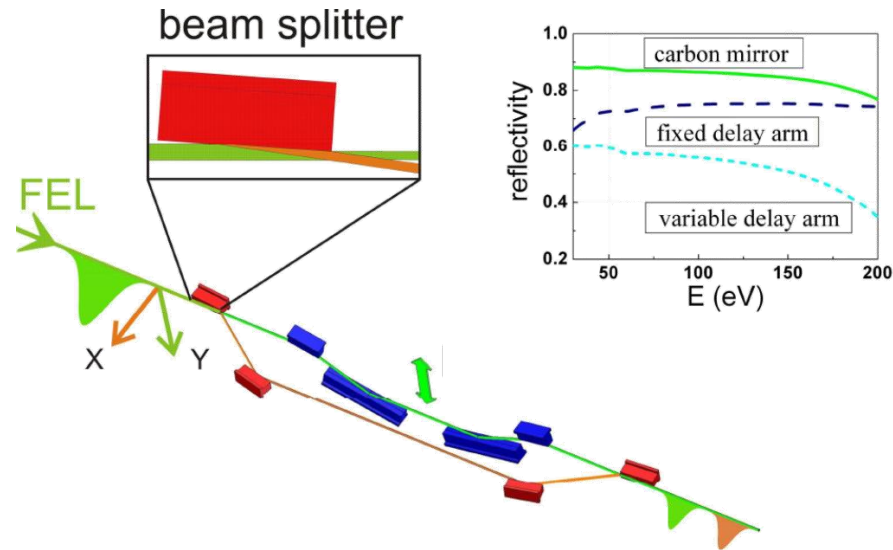 beam splitter
FEL
X
Y
1.0
0.8
0.6
0.4
0.2
reflectivity
carbon mirror
fixed delay arm
variable delay arm
50
100
150
200
E (eV)